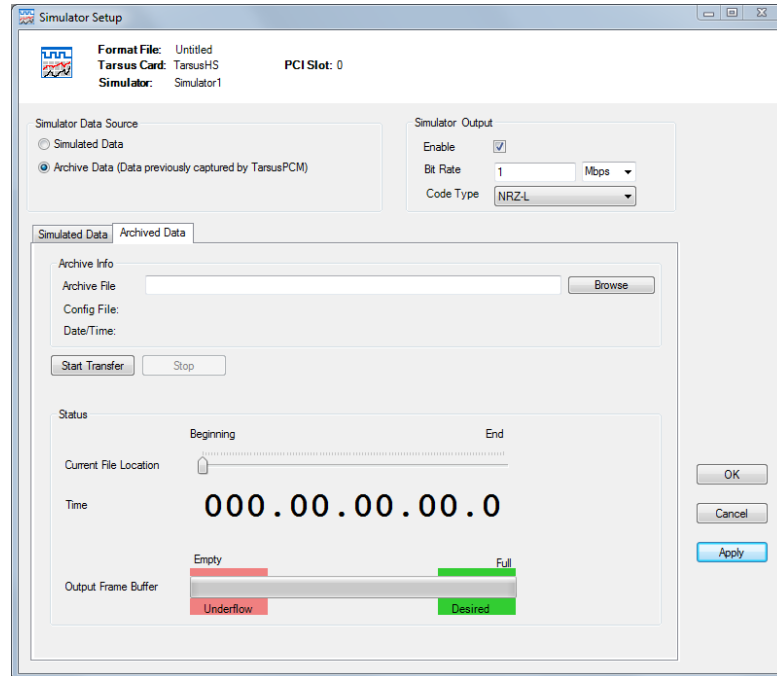 Simulator Setup
Format File: Untitled
Tarsus Card: TarsusHS PCI Slot: 0
Simulator: Simulator1
Simulator Data Source
Simulated Data
Archive Data (Data previously captured by TarsusPCM)
Simulator Output
Enable
Bit Rate 1 Mbps
Code Type NRZ-L
Simulated Data Archived Data
Archive Info
Archive File Browse
Config File:
Date/Time:
Start Transfer Stop
Status
Beginning End
Current File Location
Time 000.00.00.00.0
Empty Full
Output Frame Buffer
Underflow Desired
OK
Cancel
Apply